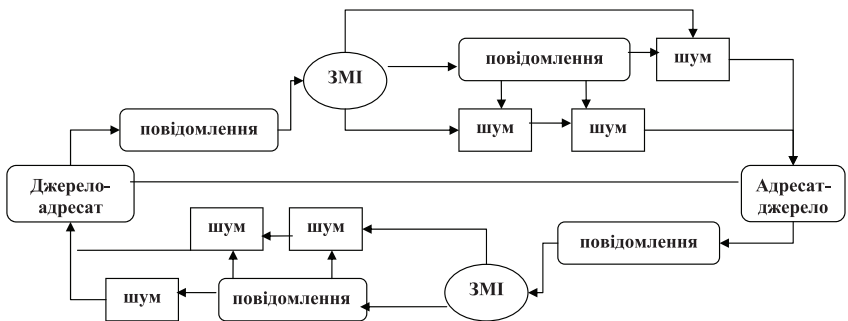 повідомлення
шум
ЗМІ
повідомлення
шум
шум
Джерело-
адресат
Адресат-
джерело
шум
шум
повідомлення
шум
повідомлення
ЗМІ